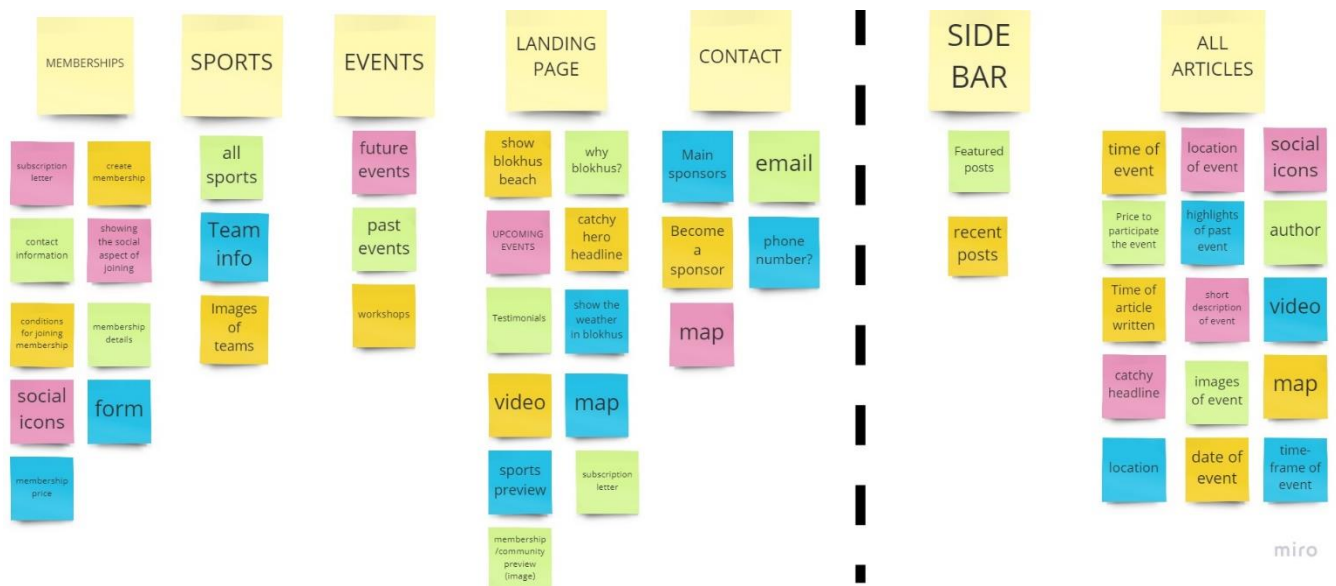 MEMBERSHIPS
subscription
letter
create
membership
contact
information
showing
the social
aspect of
joining
conditions
for joining
membership
membership
details
social
icons
form
membership
price
SPORTS
all
sports
Team
info
Images
of
teams
EVENTS
future
events
past
events
workshops
LANDING
PAGE
show
blokhus
beach
why
blokhus?
UPCOMING
EVENTS
catchy
hero
headline
Testimonials
show the
weather
in blokhus
video
map
sports
preview
subscription
letter
membership
/community
preview
(image)
CONTACT
Main
sponsors
email
Become
a
sponsor
phone
number?
map
SIDE
BAR
Featured
posts
recent
posts
ALL
ARTICLES
time of
event
location
of event
social
icons
Price to
participate
the event
highlights
of past
event
author
Time of
article
written
short
description
of event
video
catchy
headline
images
of event
map
location
date of
event
time-
frame of
event
miro